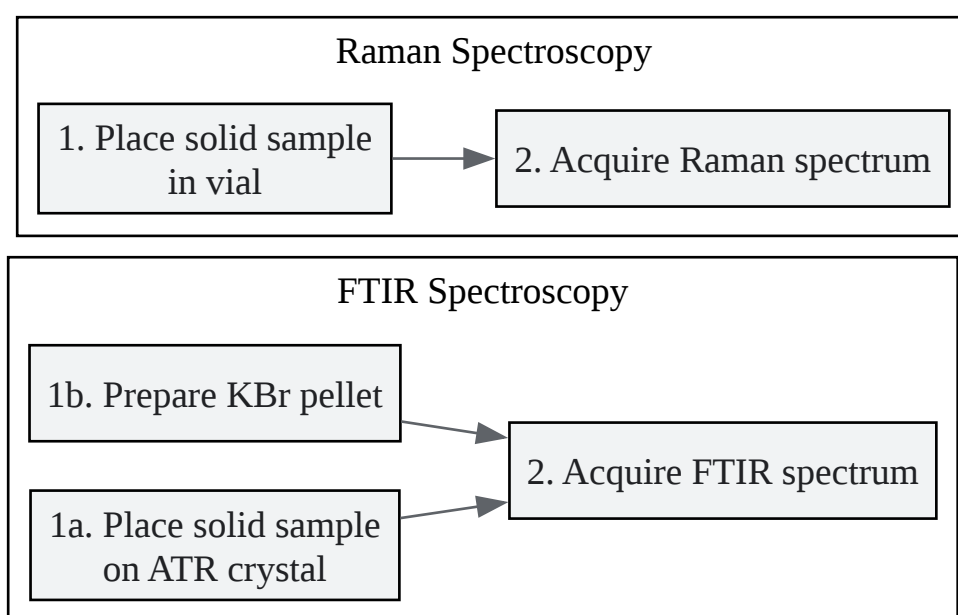 Raman Spectroscopy
1. Place solid sample
in vial
2. Acquire Raman spectrum
FTIR Spectroscopy
1b. Prepare KBr pellet
2. Acquire FTIR spectrum
1a. Place solid sample
on ATR crystal